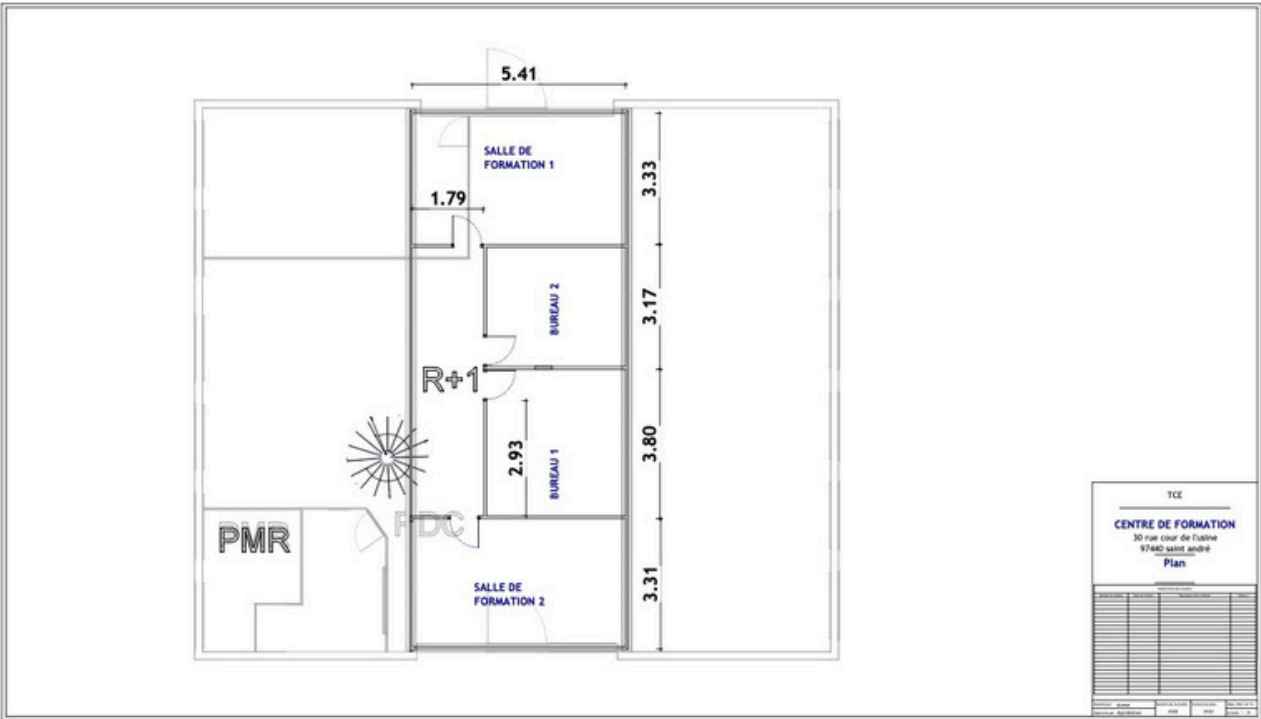 5.41
SALLE DE
FORMATION 1
3.33
1.79
BUREAU 2
3.17
R+1
2.93
BUREAU 1
3.80
RDC
PMR
SALLE DE
FORMATION 2
3.31
TCE
CENTRE DE FORMATION
30 rue cour de l'usine
97440 saint andré
Plan